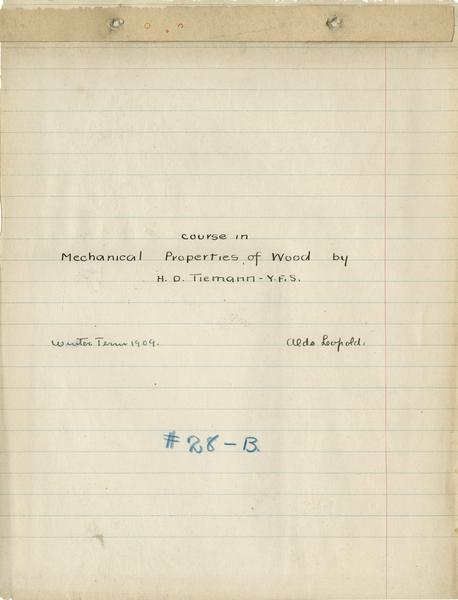 course in
Mechanical Properties of Wood by
H. D. Tiemann - Y.F.S.
Winter Term 1909. Aldo Leopold.
#28-B.